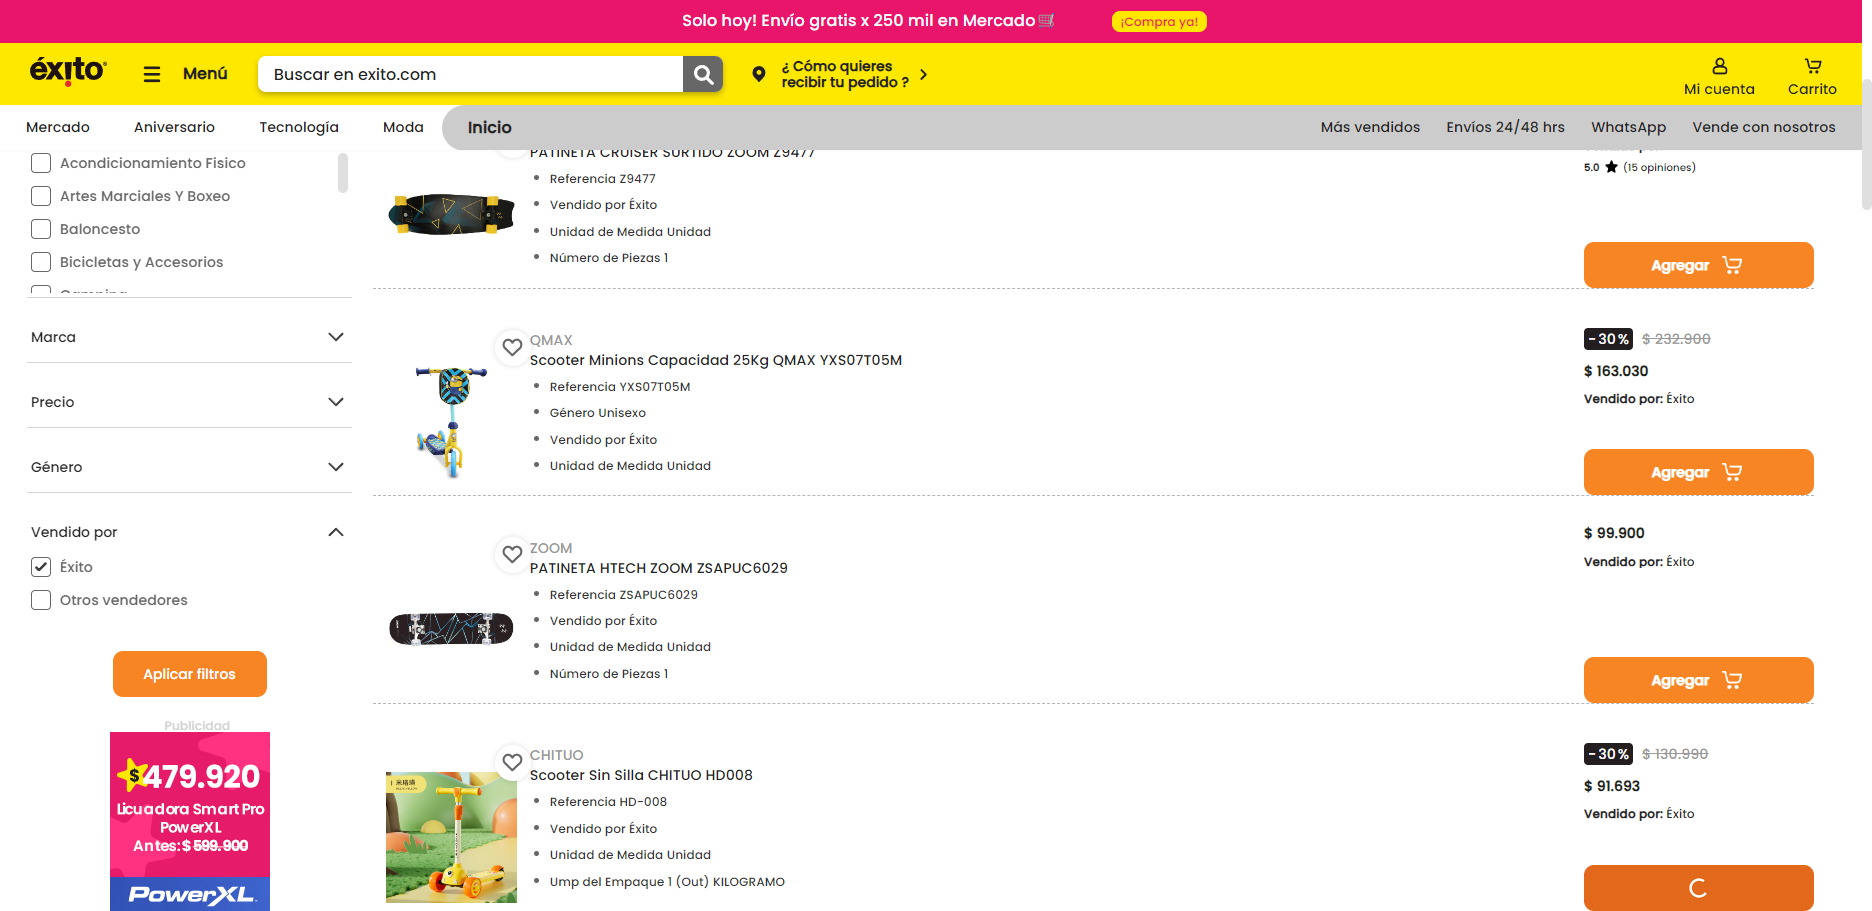 Solo hoy! Envío gratis x 250 mil en Mercado
¡Compra ya!
éxito
Menú
Buscar en exito.com
¿ Cómo quieres
recibir tu pedido ?
Mi cuenta
Carrito
Mercado
Aniversario
Tecnología
Moda
Inicio
Más vendidos
Envíos 24/48 hrs
WhatsApp
Vende con nosotros
Acondicionamiento Fisico
Artes Marciales Y Boxeo
Baloncesto
Bicicletas y Accesorios
Camping
Marca
Precio
Género
Vendido por
Éxito
Otros vendedores
Aplicar filtros
Publicidad
$479.920
Licuadora Smart Pro
PowerXL
Antes: $ 599.900
PowerXL
PATINETA CRUISER SURTIDO ZOOM Z9477
Referencia Z9477
Vendido por Éxito
Unidad de Medida Unidad
Número de Piezas 1
5.0 (15 opiniones)
Agregar
QMAX
Scooter Minions Capacidad 25Kg QMAX YXS07T05M
Referencia YXS07T05M
Género Unisexo
Vendido por Éxito
Unidad de Medida Unidad
-30% $ 232.900
$ 163.030
Vendido por: Éxito
Agregar
ZOOM
PATINETA HTECH ZOOM ZSAPUC6029
Referencia ZSAPUC6029
Vendido por Éxito
Unidad de Medida Unidad
Número de Piezas 1
$ 99.900
Vendido por: Éxito
Agregar
CHITUO
Scooter Sin Silla CHITUO HD008
Referencia HD-008
Vendido por Éxito
Unidad de Medida Unidad
Ump del Empaque 1 (Out) KILOGRAMO
-30% $ 130.990
$ 91.693
Vendido por: Éxito